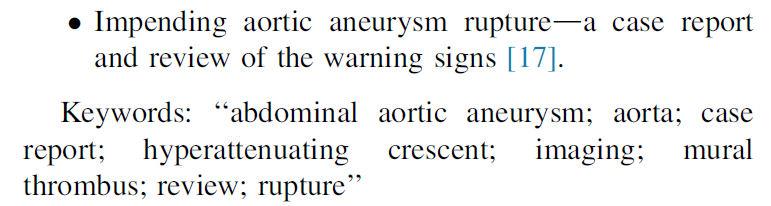 • Impending aortic aneurysm rupture—a case report
and review of the warning signs [17].
Keywords: ‘‘abdominal aortic aneurysm; aorta; case
report; hyperattenuating crescent; imaging; mural
thrombus; review; rupture’’